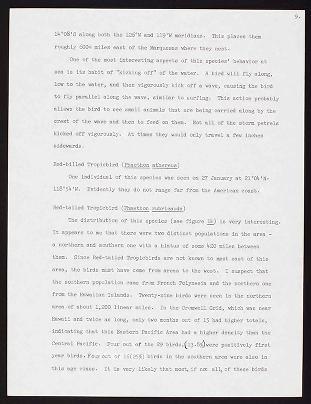 9.
14°08'S along both the 126°W and 119°W meridians. This places them
roughly 600+ miles east of the Marquesas where they nest.
One of the most interesting aspects of this species' behavior at
sea is its habit of "kicking off" of the water. A bird will fly along,
low to the water, and then vigorously kick off a wave, causing the bird
to fly parallel along the wave, similar to surfing. This action probably
allows the bird to see small animals that are being carried along by the
crest of the wave and then to feed on them. Not all of the storm petrels
kicked off vigorously. At times they would only travel a few inches
sidewards.
Red-billed Tropicbird (Phaethon aethereus)
One individual of this species was seen on 27 January at 21°04'N-
118°54'W. Evidently they do not range far from the American coast.
Red-tailed Tropicbird (Phaethon rubricauda)
The distribution of this species (see figure ) is very interesting.
It appears to me that there were two distinct populations in the area -
a northern and southern one with a hiatus of some 420 miles between
them. Since Red-tailed Tropicbirds are not known to nest east of this
area, the birds must have come from areas to the west. I suspect that
the southern population came from French Polynesia and the northern one
from the Hawaiian Islands. Twenty-nine birds were seen in the northern
area of about 1,200 linear miles. In the Cromwell Grid, which was near
Hawaii and twice as long, only two months out of 15 had higher totals,
indicating that this Eastern Pacific Area had a higher density than the
Central Pacific. Four out of the 29 birds (13.8%) were positively first
year birds. Four out of 16 (25%) birds in the southern area were also in
this age range. It is very likely that most, if not all, of these birds